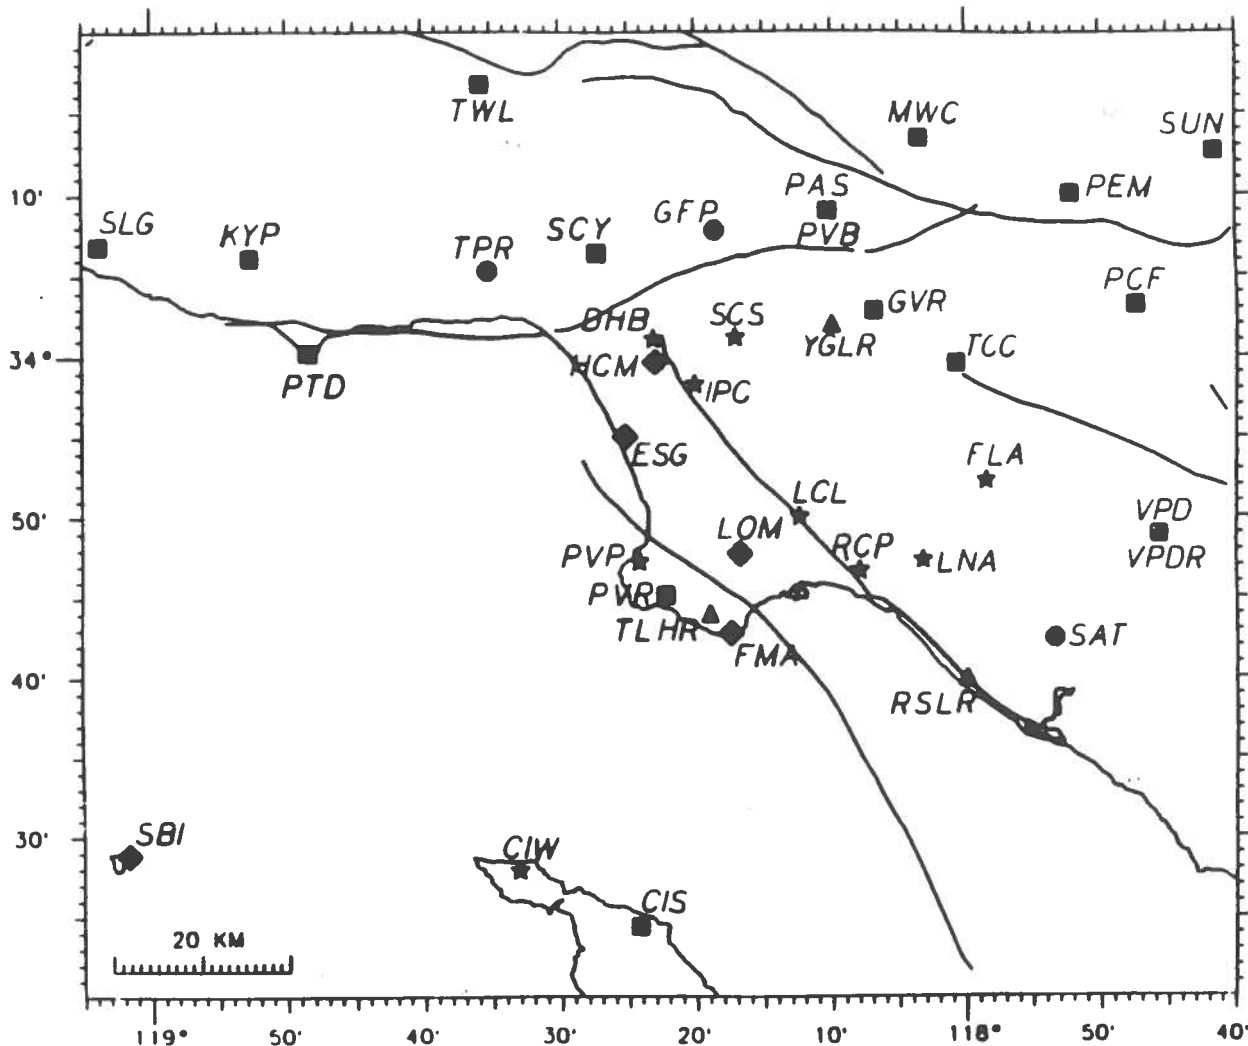 TWL
MWC
SUN
10'
PAS
PEM
SLG
KYP
TPR
SCY
GFP
PVB
PCF
DHB
SCS
GVR
YGLR
TCC
34°
HCM
IPC
PTD
ESG
FLA
LCL
VPD
50'
LOM
RCP
PVP
LNA
VPDR
PVR
TLHR
FMA
SAT
40'
RSLR
30'
SBI
CIW
CIS
20 KM
119° 50' 40' 30' 20' 10' 118° 50' 40'